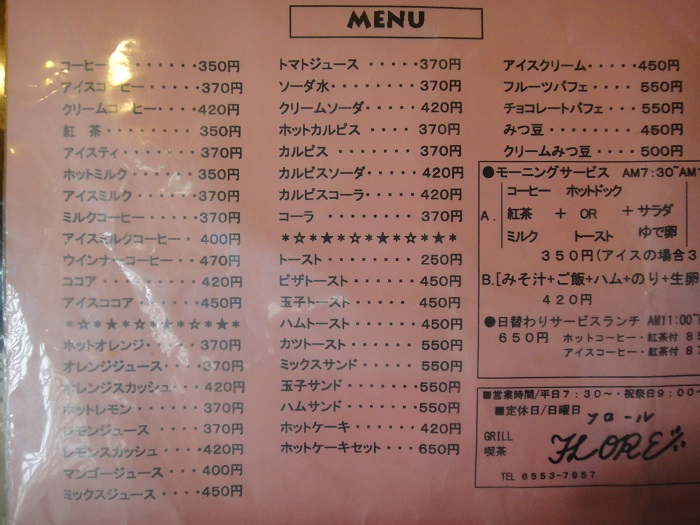 MENU
コーヒー・・・・・・・・350円
アイスコーヒー・・・・・370円
クリームコーヒー・・・・420円
紅 茶・・・・・・・・・350円
アイスティ・・・・・・・370円
ホットミルク・・・・・・350円
アイスミルク・・・・・・370円
ミルクコーヒー・・・・・370円
アイスミルクコーヒー・400円
ウインナーコーヒー・・470円
ココア・・・・・・・・・420円
アイスココア・・・・・450円
*☆*★*☆*★*☆*★*
ホットオレンジ・・・・370円
オレンジジュース・・・・370円
オレンジスカッシュ・・420円
ホットレモン・・・・・370円
レモンジュース・・・・370円
レモンスカッシュ・・・420円
マンゴージュース・・・400円
ミックスジュース・・・・450円
トマトジュース・・・・・370円
ソーダ水・・・・・・・・370円
クリームソーダ・・・・・420円
ホットカルピス・・・・370円
カルピス・・・・・・・・370円
カルピスソーダ・・・・420円
カルピスコーラ・・・・420円
コーラ・・・・・・・・・370円
*☆*★*☆*★*☆*★*
トースト・・・・・・・・250円
ピザトースト・・・・・450円
玉子トースト・・・・・450円
ハムトースト・・・・・450円
カツトースト・・・・・550円
ミックスサンド・・・・550円
玉子サンド・・・・・・550円
ハムサンド・・・・・・550円
ホットケーキ・・・・・420円
ホットケーキセット・・・650円
アイスクリーム・・・・・450円
フルーツパフェ・・・550円
チョコレートパフェ・・・550円
みつ豆・・・・・・・・450円
クリームみつ豆・・・・500円
●モーニングサービス AM7:30~AM1
コーヒー ホットドック
A. 紅茶 + OR +サラダ
ミルク トースト ゆで卵
350円(アイスの場合3
B.[みそ汁+ご飯+ハム+のり+生卵
420円
●日替わりサービスランチ AM11:00~
650円 ホットコーヒー・紅茶付 85
アイスコーヒー・紅茶付 8
■営業時間/平日7:30~・祝祭日9:00~
■定休日/日曜日
フロール
GRILL
喫茶 FLORE
TEL 6553-7957